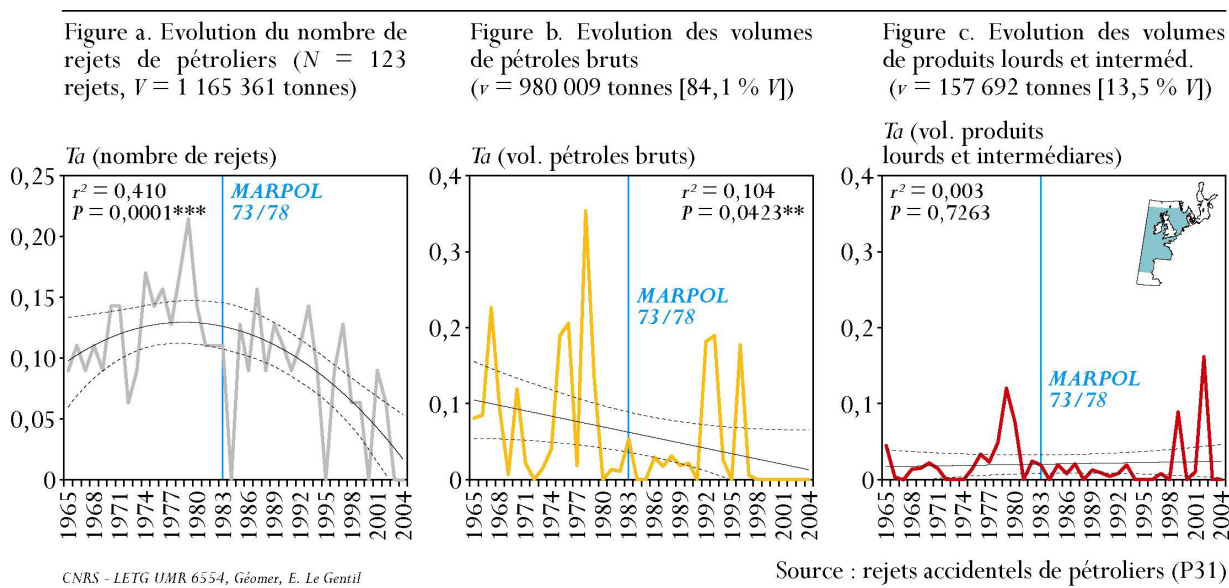 Figure a. Evolution du nombre de
rejets de pétroliers (N = 123
rejets, V = 1 165 361 tonnes)
Figure b. Evolution des volumes
de pétroles bruts
(v = 980 009 tonnes [84,1 % V])
Figure c. Evolution des volumes
de produits lourds et interméd.
(v = 157 692 tonnes [13,5 % V])
Ta (nombre de rejets)
0,25
0,20
0,15
0,10
0,05
0
r² = 0,410
P = 0,0001***
MARPOL
73/78
1965 1968 1971 1974 1977 1980 1983 1986 1989 1992 1995 1998 2001 2004
Ta (vol. pétroles bruts)
0,4
0,3
0,2
0,1
0
r² = 0,104
P = 0,0423**
MARPOL
73/78
1965 1968 1971 1974 1977 1980 1983 1986 1989 1992 1995 1998 2001 2004
Ta (vol. produits
lourds et intermédiares)
0,4
0,3
0,2
0,1
0
r² = 0,003
P = 0,7263
MARPOL
73/78
1965 1968 1971 1974 1977 1980 1983 1986 1989 1992 1995 1998 2001 2004
CNRS - LETG UMR 6554, Géomer, E. Le Gentil
Source : rejets accidentels de pétroliers (P31)